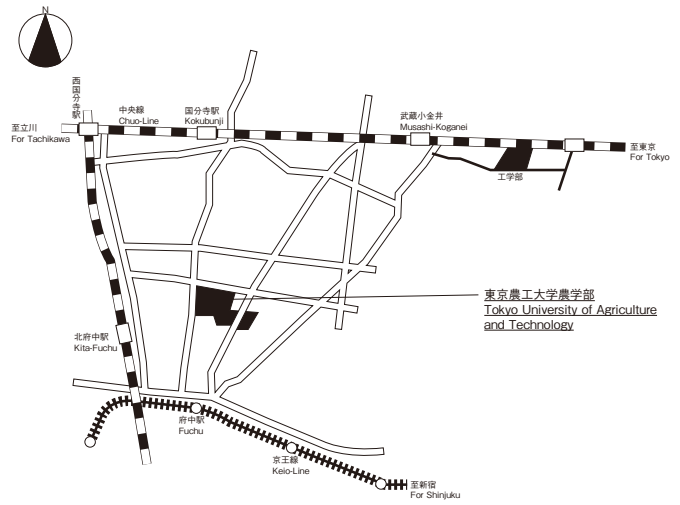 N
西国分寺駅
中央線
Chuo-Line
国分寺駅
Kokubunji
武蔵小金井
Musashi-Koganei
至立川
For Tachikawa
至東京
For Tokyo
工学部
東京農工大学農学部
Tokyo University of Agriculture
and Technology
北府中駅
Kita-Fuchu
府中駅
Fuchu
京王線
Keio-Line
至新宿
For Shinjuku